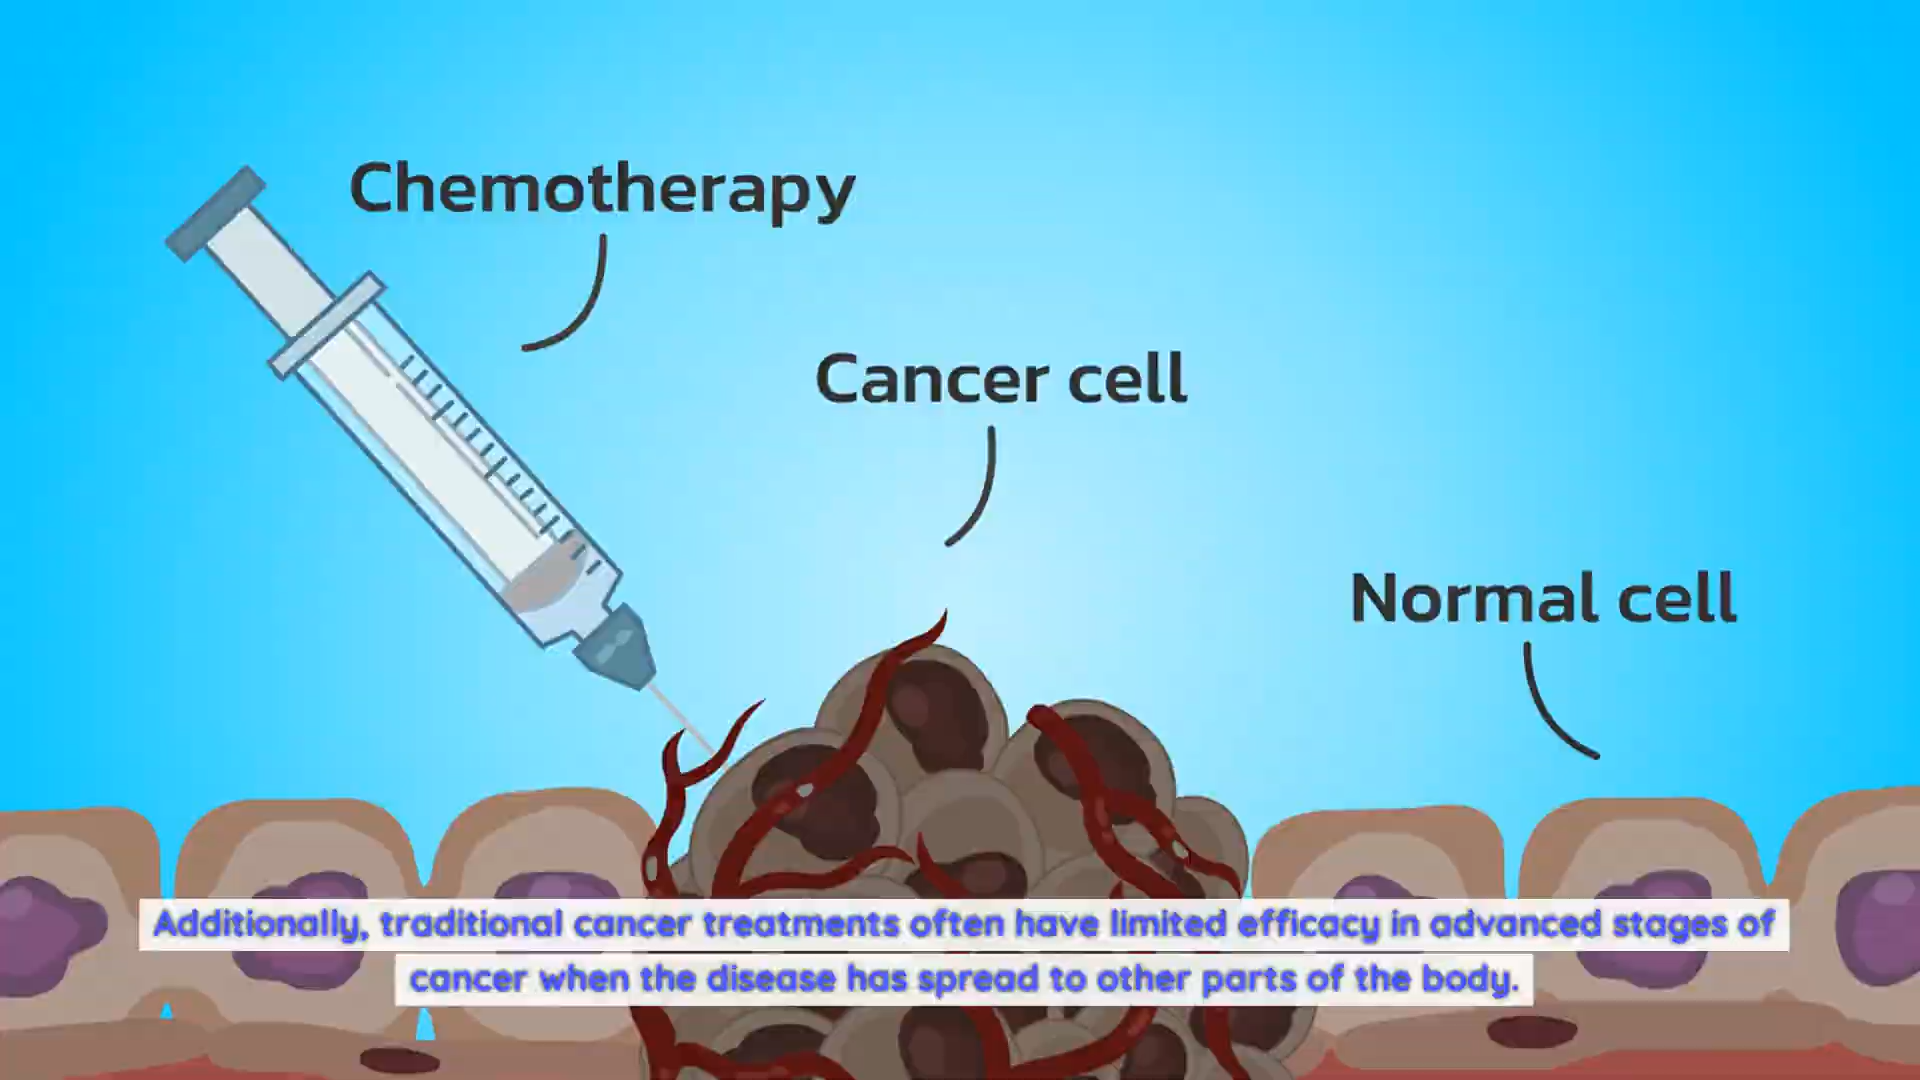 Chemotherapy
Cancer cell
Normal cell
Additionally, traditional cancer treatments often have limited efficacy in advanced stages of
cancer when the disease has spread to other parts of the body.